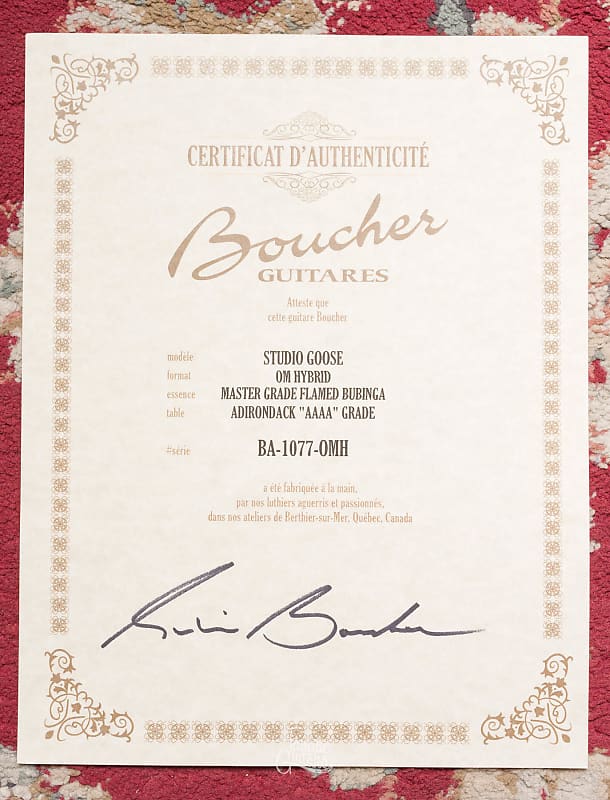 CERTIFICAT D'AUTHENTICITÉ
Boucher
GUITARES
Atteste que
cette guitare Boucher
modèle STUDIO GOOSE
format OM HYBRID
essence MASTER GRADE FLAMED BUBINGA
table ADIRONDACK "AAAA" GRADE
#série BA-1077-OMH
a été fabriquée à la main,
par nos luthiers aguerris et passionnés,
dans nos ateliers de Berthier-sur-Mer, Québec, Canada
Boucher